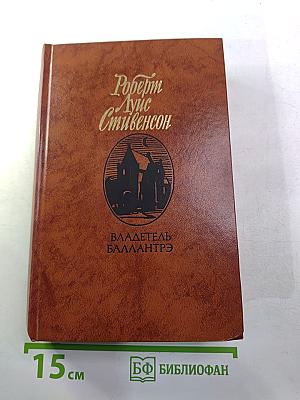 Роберт
Луис
Стивенсон
ВЛАДЕТЕЛЬ
БАЛЛАНТРЭ
15 см
БФ БИБЛИОФАН